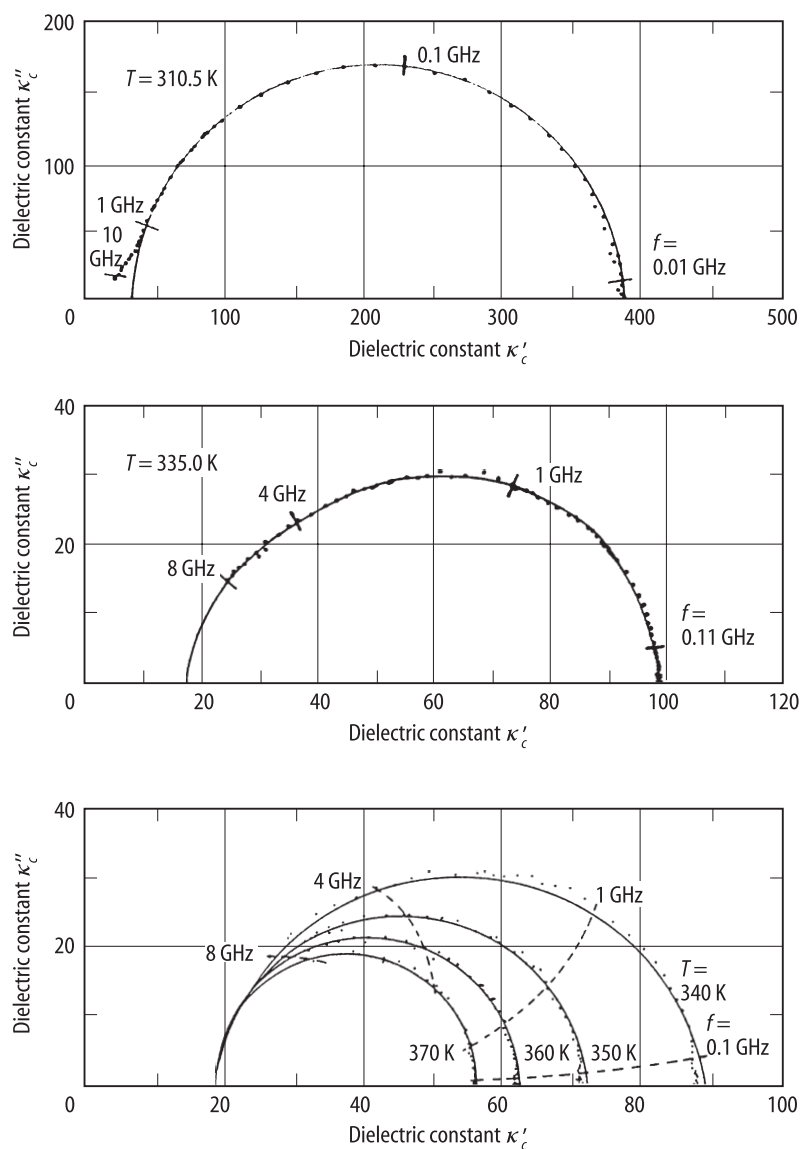 200
Dielectric constant κ″c
T = 310.5 K
0.1 GHz
100
1 GHz
10
GHz
f =
0.01 GHz
0 50 100 200 300 400 500
Dielectric constant κ′c
40
Dielectric constant κ″c
T = 335.0 K
4 GHz
1 GHz
20
8 GHz
f =
0.11 GHz
0 20 40 60 80 100 120
Dielectric constant κ′c
40
Dielectric constant κ″c
4 GHz
1 GHz
20
8 GHz
T =
340 K
f =
0.1 GHz
370 K 360 K 350 K
0 20 40 60 80 100
Dielectric constant κ′c